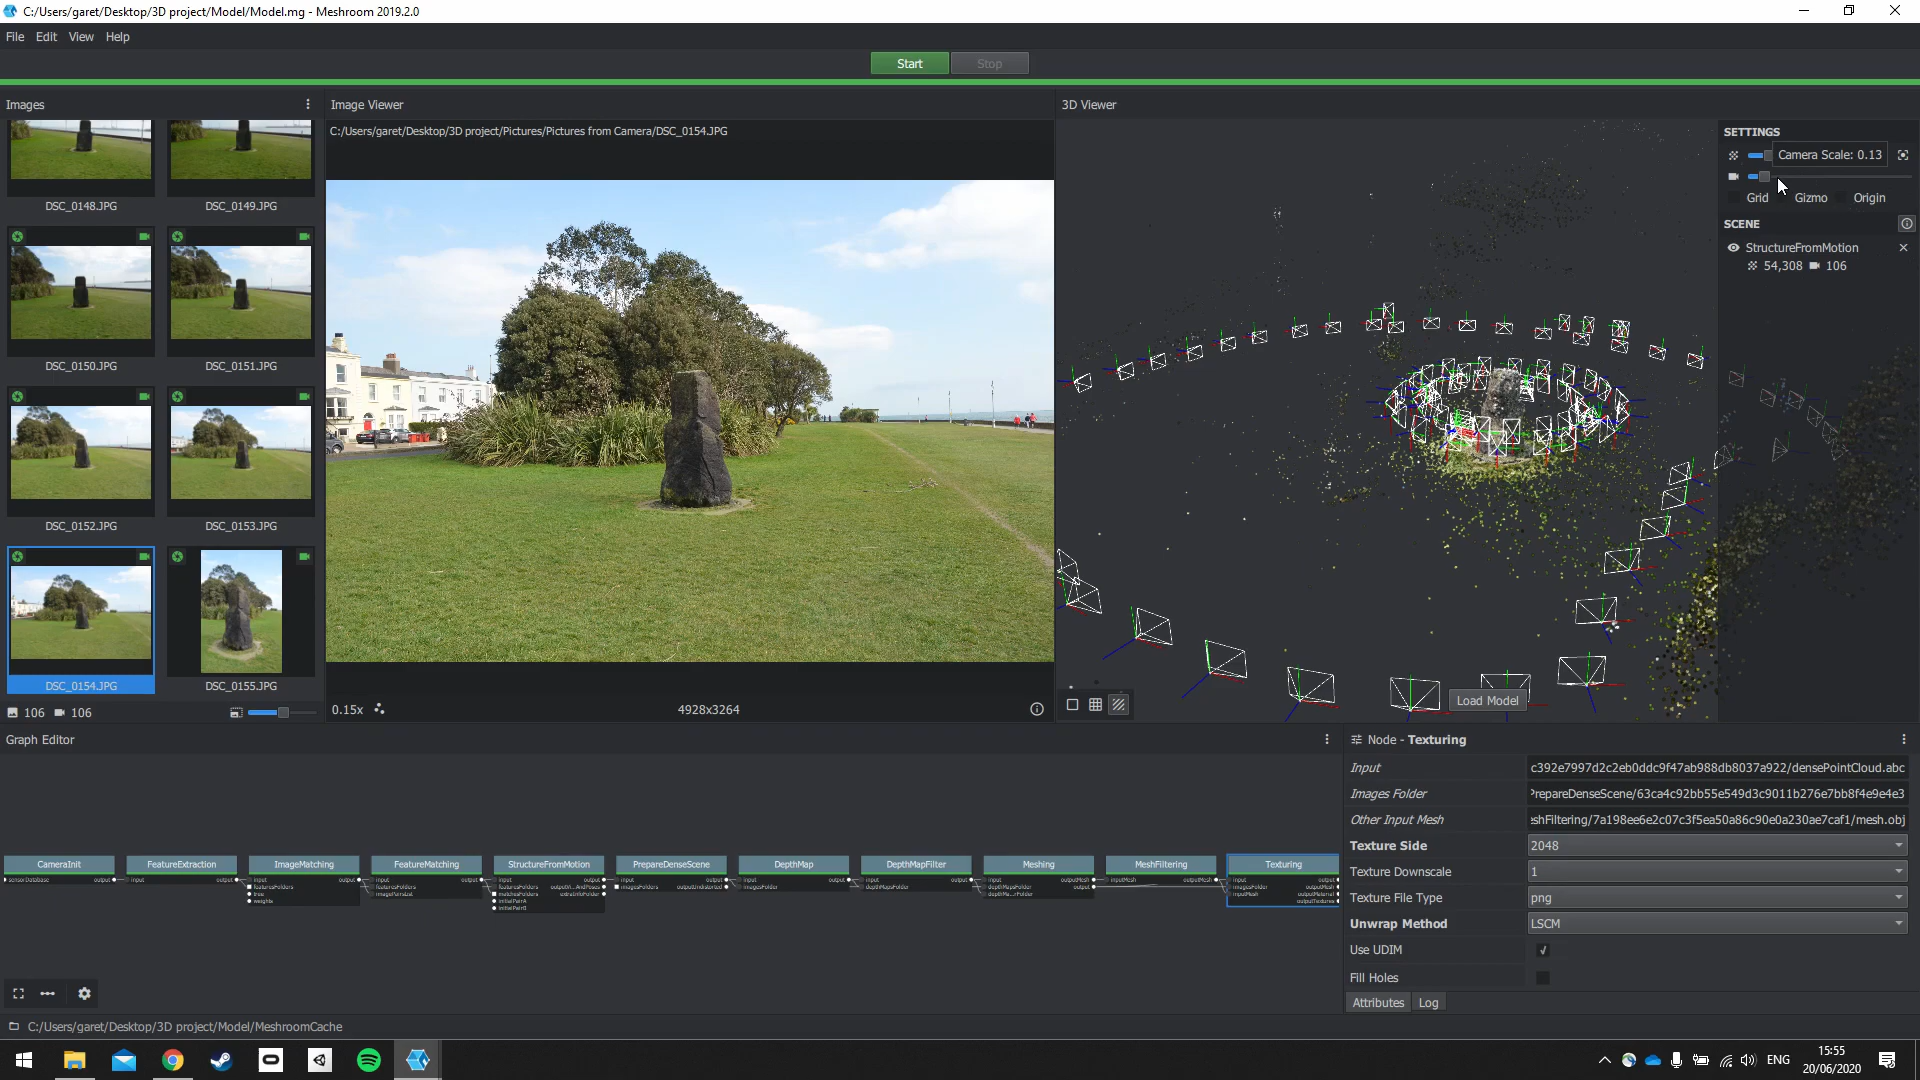 C:/Users/garet/Desktop/3D project/Model/Model.mg - Meshroom 2019.2.0
File Edit View Help
Start Stop
Images
DSC_0148.JPG DSC_0149.JPG
DSC_0150.JPG DSC_0151.JPG
DSC_0152.JPG DSC_0153.JPG
DSC_0154.JPG DSC_0155.JPG
106 106
Image Viewer
C:/Users/garet/Desktop/3D project/Pictures/Pictures from Camera/DSC_0154.JPG
0.15x 4928x3264
3D Viewer
Load Model
SETTINGS
Camera Scale: 0.13
Grid Gizmo Origin
SCENE
StructureFromMotion
54,308 106
Graph Editor
CameraInit FeatureExtraction ImageMatching FeatureMatching StructureFromMotion PrepareDenseScene DepthMap DepthMapFilter Meshing MeshFiltering Texturing
Node - Texturing
Input c392e7997d2c2eb0ddc9f47ab988db8037a922/densePointCloud.abc
Images Folder PrepareDenseScene/63ca4c92bb55e549d3c9011b276e7bb8f4e9e4e3
Other Input Mesh shFiltering/7a198ee6e2c07c3f5ea50a86c90e0a230ae7caf1/mesh.obj
Texture Side 2048
Texture Downscale 1
Texture File Type png
Unwrap Method LSCM
Use UDIM
Fill Holes
Attributes Log
C:/Users/garet/Desktop/3D project/Model/MeshroomCache
ENG
15:55
20/06/2020